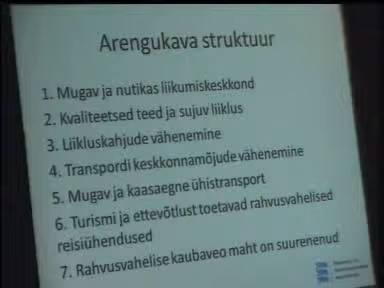 Arengukava struktuur
1. Mugav ja nutikas liikumiskeskkond
2. Kvaliteetsed teed ja sujuv liiklus
3. Liikluskahjude vähenemine
4. Transpordi keskkonnamõjude vähenemine
5. Mugav ja kaasaegne ühistransport
6. Turismi ja ettevõtlust toetavad rahvusvahelised
reisiühendused
7. Rahvusvahelise kaubaveo maht on suurenenud